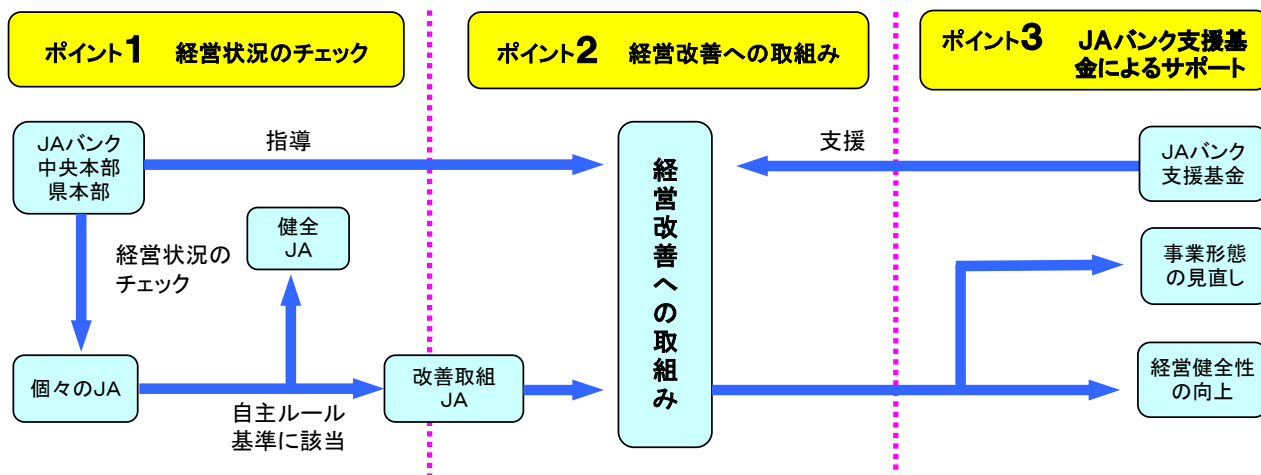 ポイント1 経営状況のチェック
ポイント2 経営改善への取組み
ポイント3 JAバンク支援基
金によるサポート
JAバンク
中央本部
県本部
指導
経営改善への取組み
支援
JAバンク
支援基金
健全
JA
経営状況の
チェック
事業形態
の見直し
個々のJA
自主ルール
基準に該当
改善取組
JA
経営健全性
の向上